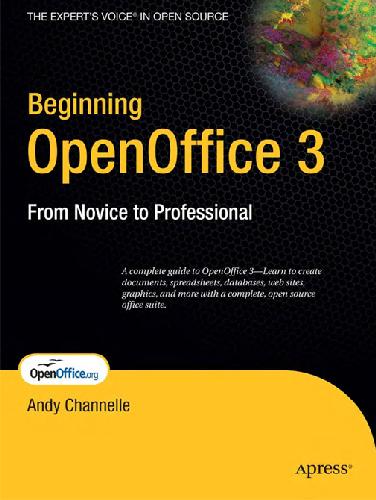 THE EXPERT'S VOICE® IN OPEN SOURCE
Beginning
OpenOffice 3
From Novice to Professional
A complete guide to OpenOffice 3—Learn to create
documents, spreadsheets, databases, web sites,
graphics, and more with a complete, open source
office suite.
OpenOffice.org
Andy Channelle
Apress®